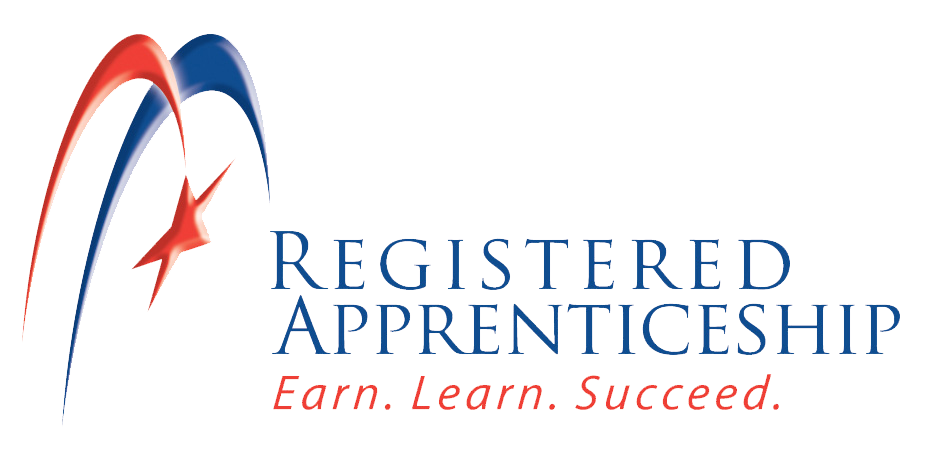 REGISTERED
APPRENTICESHIP
Earn. Learn. Succeed.